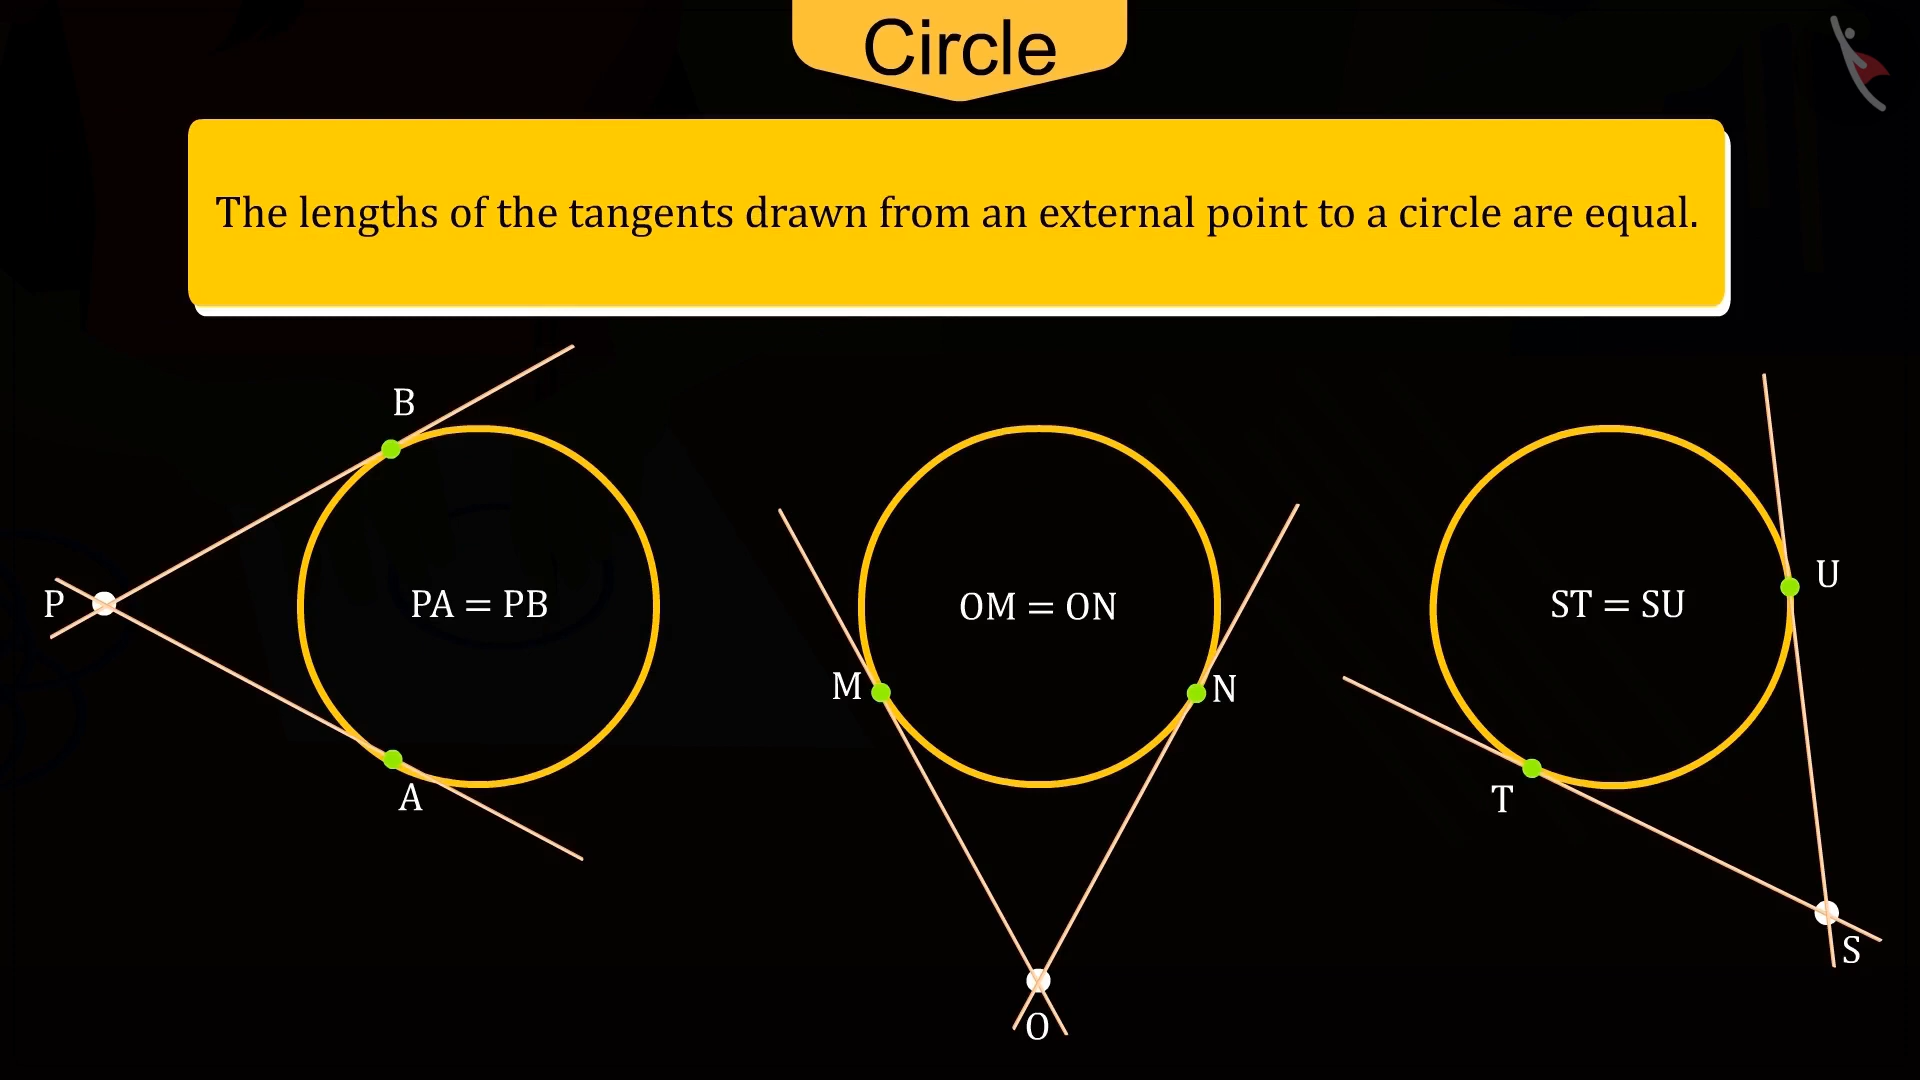 Circle
The lengths of the tangents drawn from an external point to a circle are equal.
B
P
PA = PB
A
M
OM = ON
N
O
U
ST = SU
T
S